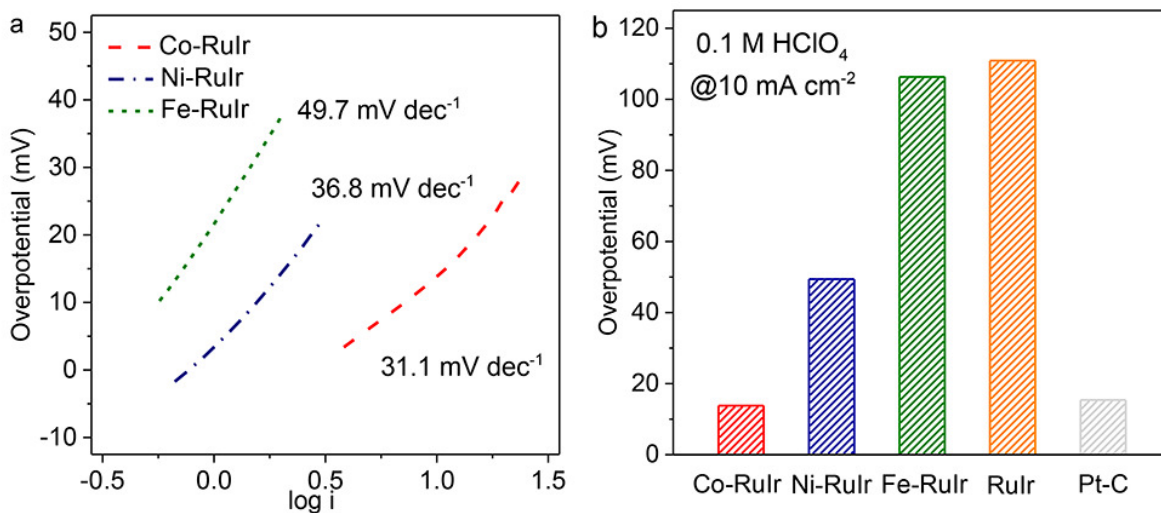 a
Overpotential (mV)
50
40
30
20
10
0
-10
-0.5
0.0
0.5
1.0
1.5
log i
Co-RuIr
Ni-RuIr
Fe-RuIr
49.7 mV dec⁻¹
36.8 mV dec⁻¹
31.1 mV dec⁻¹
b
Overpotential (mV)
120
100
80
60
40
20
0
0.1 M HClO₄
@10 mA cm⁻²
Co-RuIr
Ni-RuIr
Fe-RuIr
RuIr
Pt-C